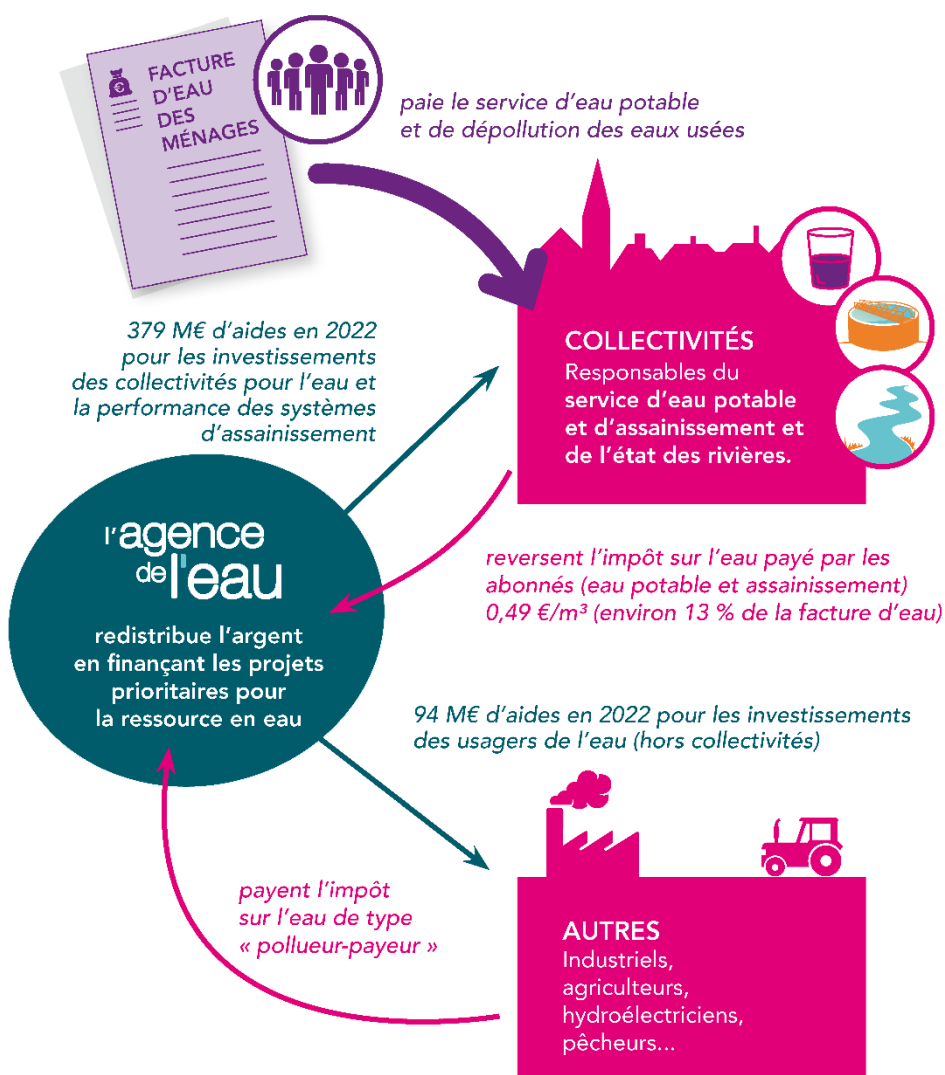 FACTURE
D'EAU
DES
MÉNAGES
paie le service d'eau potable
et de dépollution des eaux usées
379 M€ d'aides en 2022
pour les investissements
des collectivités pour l'eau et
la performance des systèmes
d'assainissement
COLLECTIVITÉS
Responsables du
service d'eau potable
et d'assainissement et
de l'état des rivières.
l'agence
de l'eau
redistribue l'argent
en finançant les projets
prioritaires pour
la ressource en eau
reversent l'impôt sur l'eau payé par les
abonnés (eau potable et assainissement)
0,49 €/m³ (environ 13 % de la facture d'eau)
94 M€ d'aides en 2022 pour les investissements
des usagers de l'eau (hors collectivités)
payent l'impôt
sur l'eau de type
« pollueur-payeur »
AUTRES
Industriels,
agriculteurs,
hydroélectriciens,
pêcheurs...